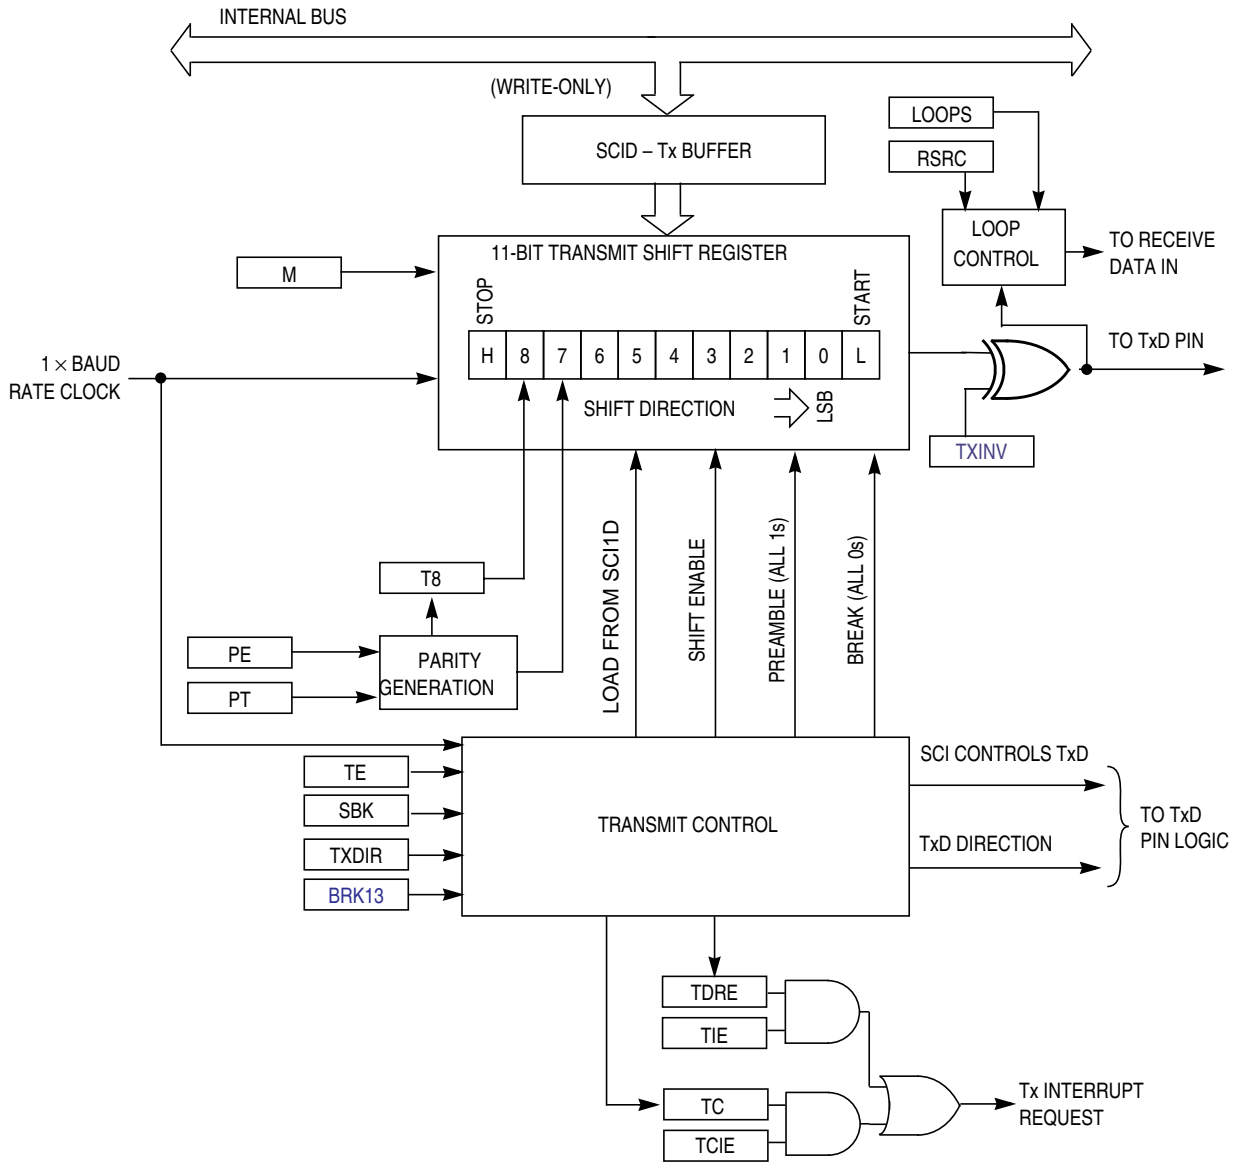 INTERNAL BUS
(WRITE-ONLY)
SCID – Tx BUFFER
LOOPS
RSRC
LOOP
CONTROL
TO RECEIVE
DATA IN
11-BIT TRANSMIT SHIFT REGISTER
M
STOP
START
H 8 7 6 5 4 3 2 1 0 L
1 × BAUD
RATE CLOCK
SHIFT DIRECTION
LSB
TO TxD PIN
TXINV
T8
PE
PT
PARITY
GENERATION
LOAD FROM SCI1D
SHIFT ENABLE
PREAMBLE (ALL 1s)
BREAK (ALL 0s)
TE
SBK
TXDIR
BRK13
TRANSMIT CONTROL
SCI CONTROLS TxD
TxD DIRECTION
TO TxD
PIN LOGIC
TDRE
TIE
TC
TCIE
Tx INTERRUPT
REQUEST